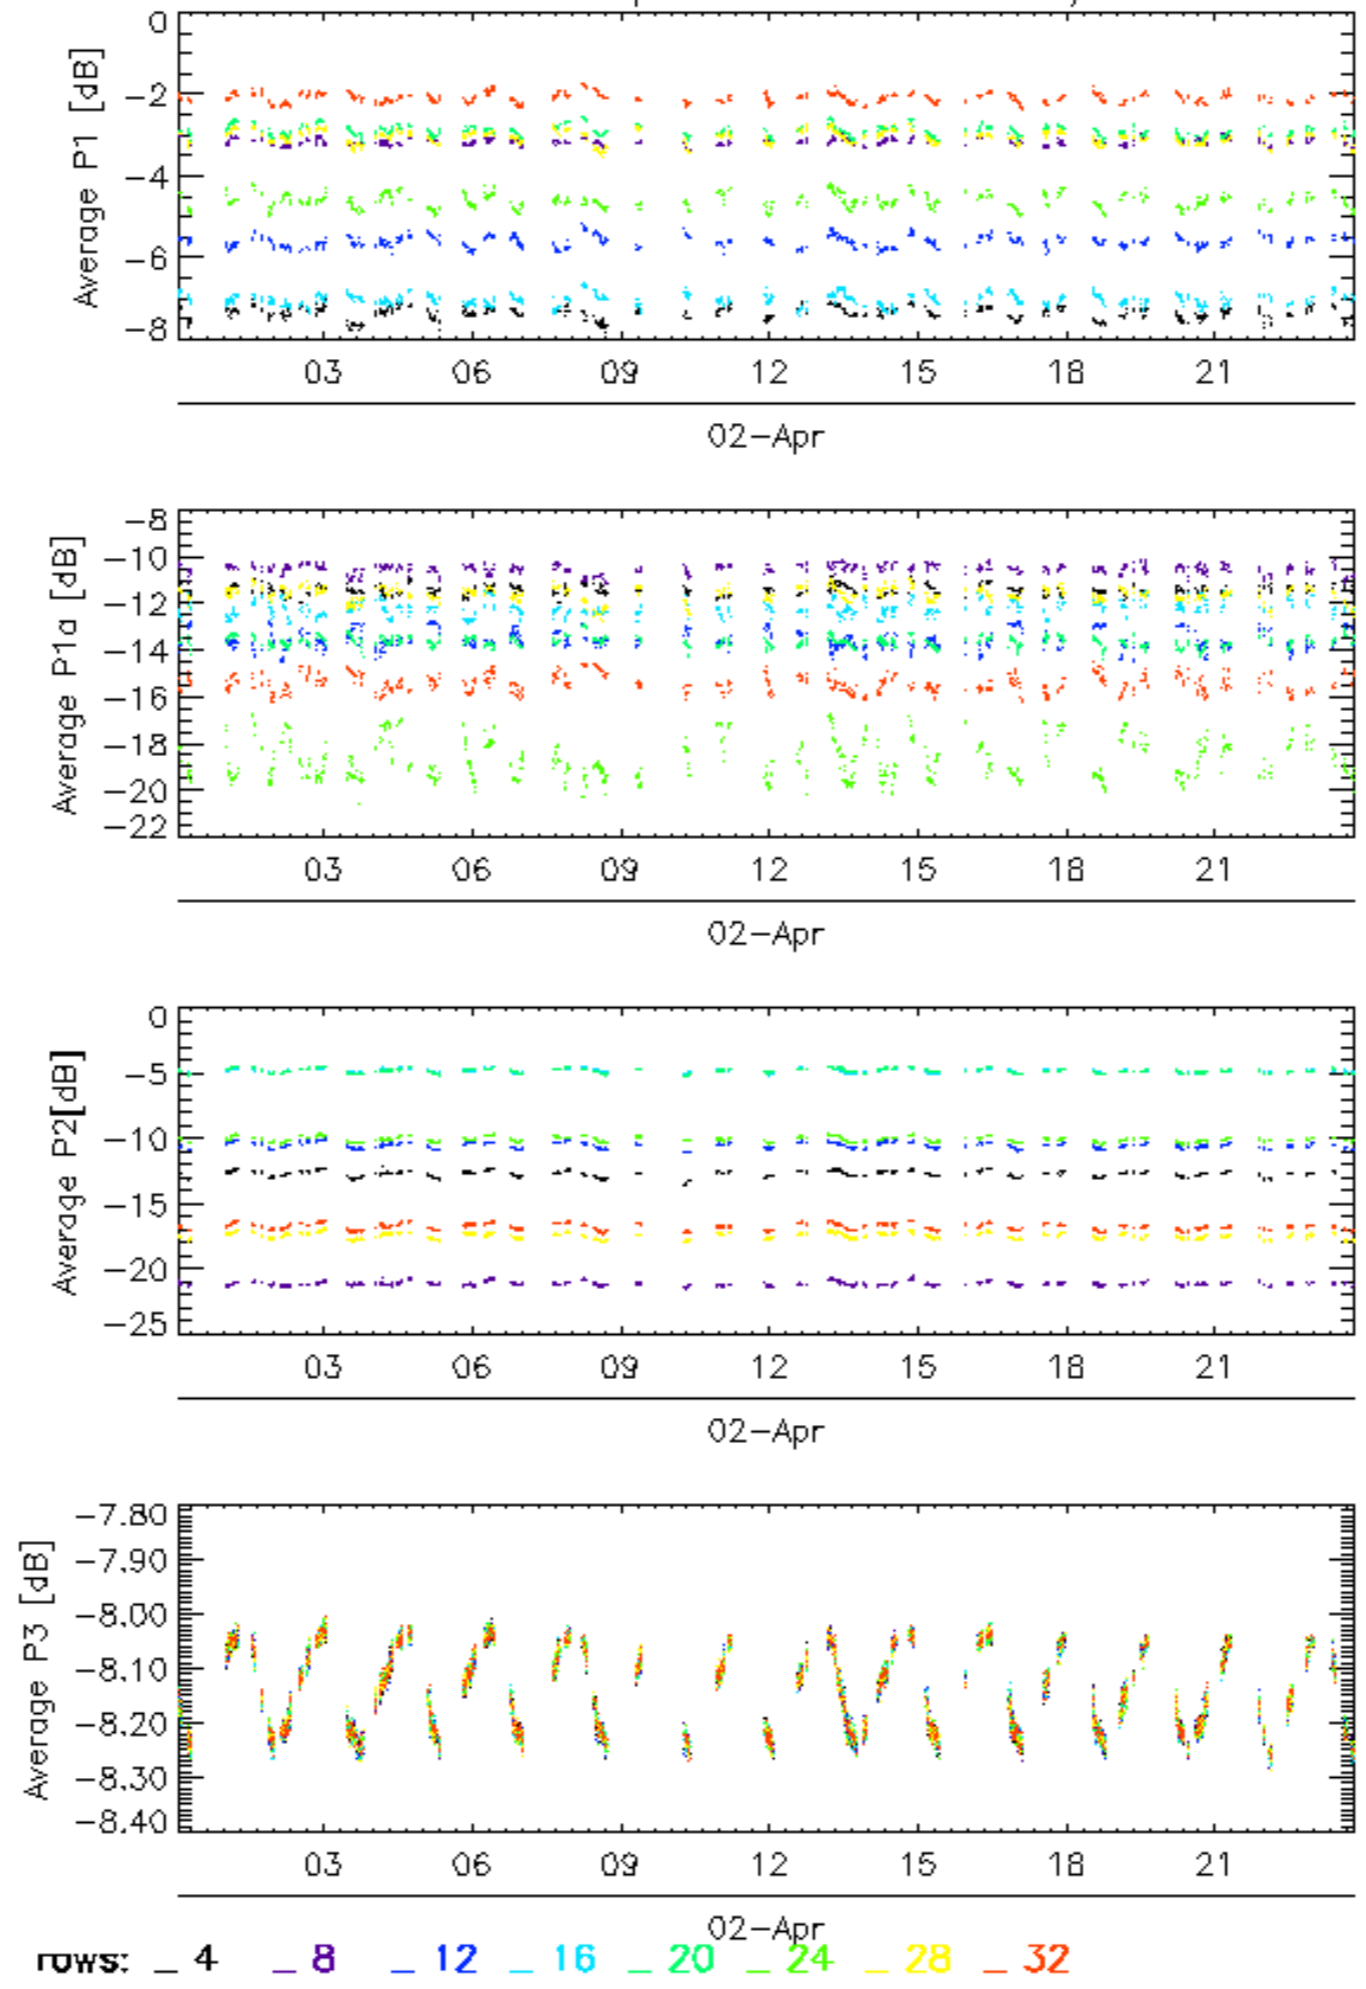 Average P1 [dB]
0
-2
-4
-6
-8
03 06 09 12 15 18 21
02-Apr
Average P1a [dB]
-8
-10
-12
-14
-16
-18
-20
-22
03 06 09 12 15 18 21
02-Apr
Average P2[dB]
0
-5
-10
-15
-20
-25
03 06 09 12 15 18 21
02-Apr
Average P3 [dB]
-7.80
-7.90
-8.00
-8.10
-8.20
-8.30
-8.40
03 06 09 12 15 18 21
02-Apr
rows: _ 4 _ 8 _ 12 _ 16 _ 20 _ 24 _ 28 _ 32